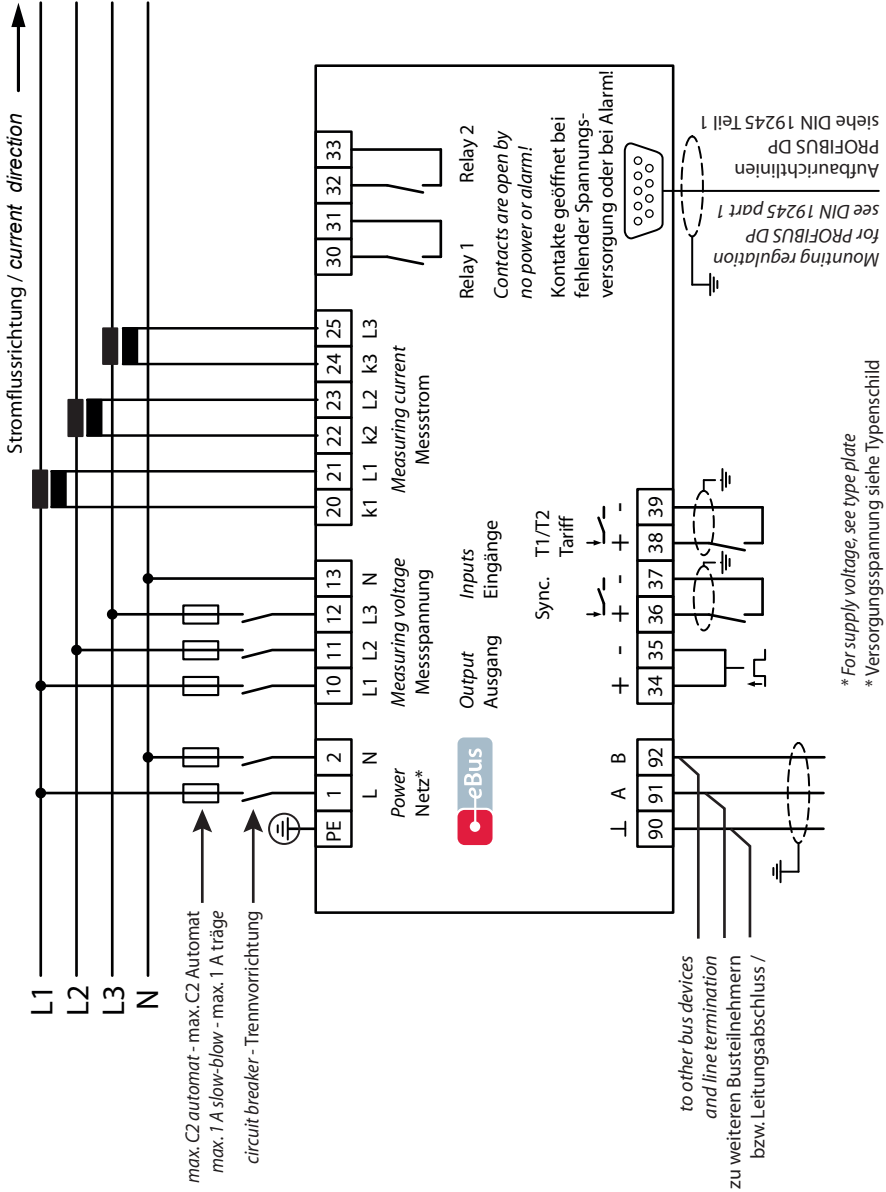 Stromflussrichtung / current direction
L1
L2
L3
N
max. C2 automat - max. C2 Automat
max. 1 A slow-blow - max. 1 A träge
circuit breaker - Trennvorrichtung
PE 1 2
L N
Power
Netz*
10 11 12 13
L1 L2 L3 N
Measuring voltage
Messspannung
20 21 22 23 24 25
k1 L1 k2 L2 k3 L3
Measuring current
Messstrom
30 31 32 33
Relay 1
Relay 2
Contacts are open by
no power or alarm!
Kontakte geöffnet bei
fehlender Spannungs-
versorgung oder bei Alarm!
eBus
Output
Ausgang
Inputs
Eingänge
Sync.
T1/T2
Tariff
⊥ A B
90 91 92
+ - + - + -
34 35 36 37 38 39
to other bus devices
and line termination
zu weiteren Busteilnehmern
bzw. Leitungsabschluss /
Mounting regulation
for PROFIBUS DP
see DIN 19245 part 1
Aufbaurichtlinien
PROFIBUS DP
siehe DIN 19245 Teil 1
* For supply voltage, see type plate
* Versorgungsspannung siehe Typenschild